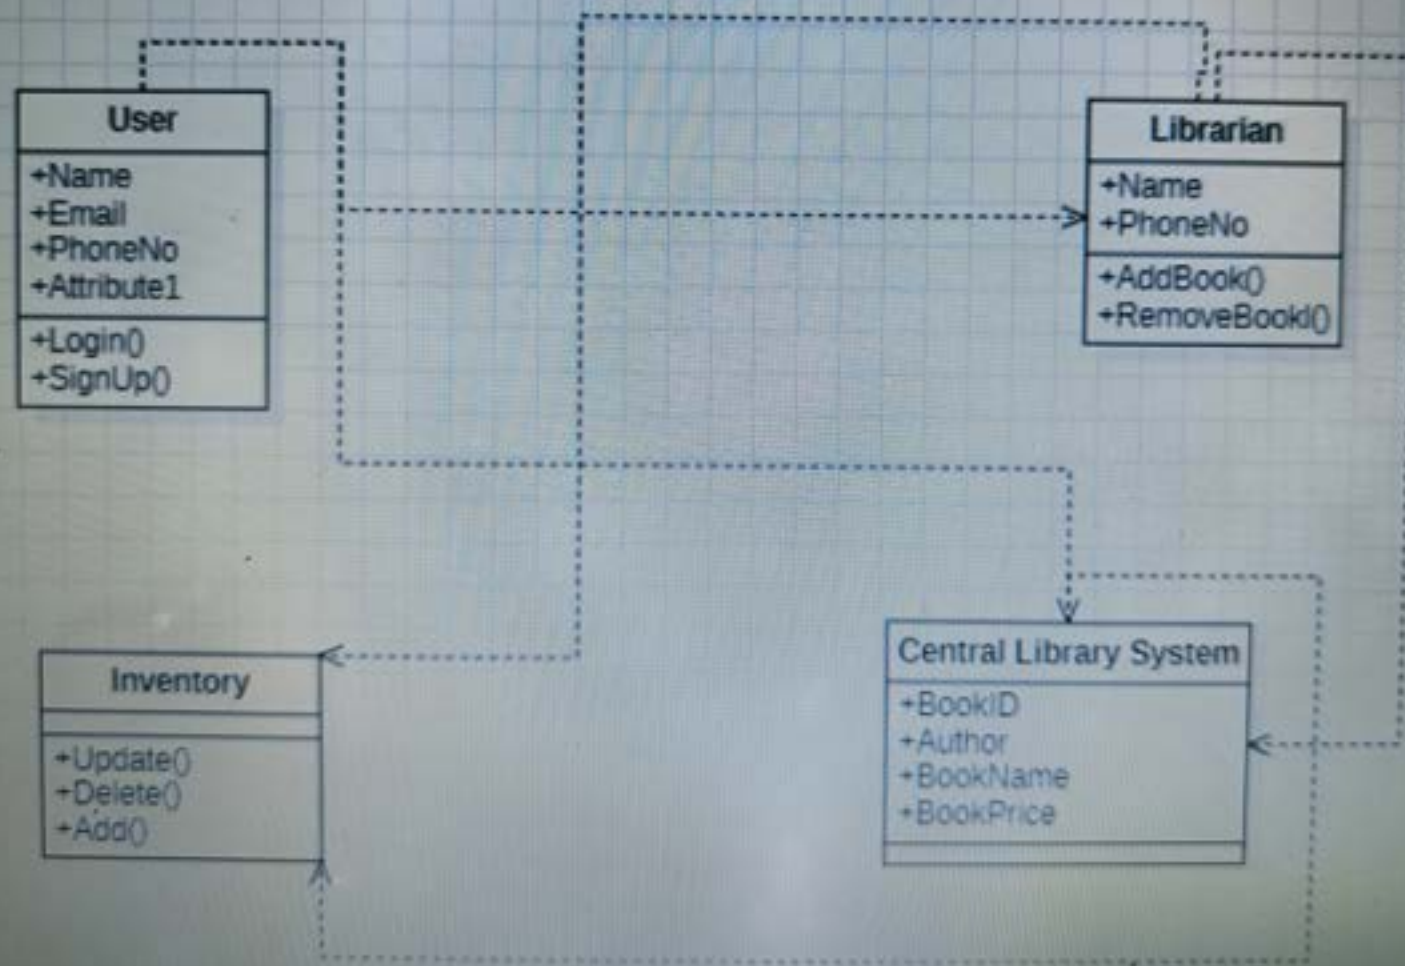 User
+Name
+Email
+PhoneNo
+Attribute1
+Login()
+SignUp()
Librarian
+Name
+PhoneNo
+AddBook()
+RemoveBookI()
Inventory
+Update()
+Delete()
+Add()
Central Library System
+BookID
+Author
+BookName
+BookPrice